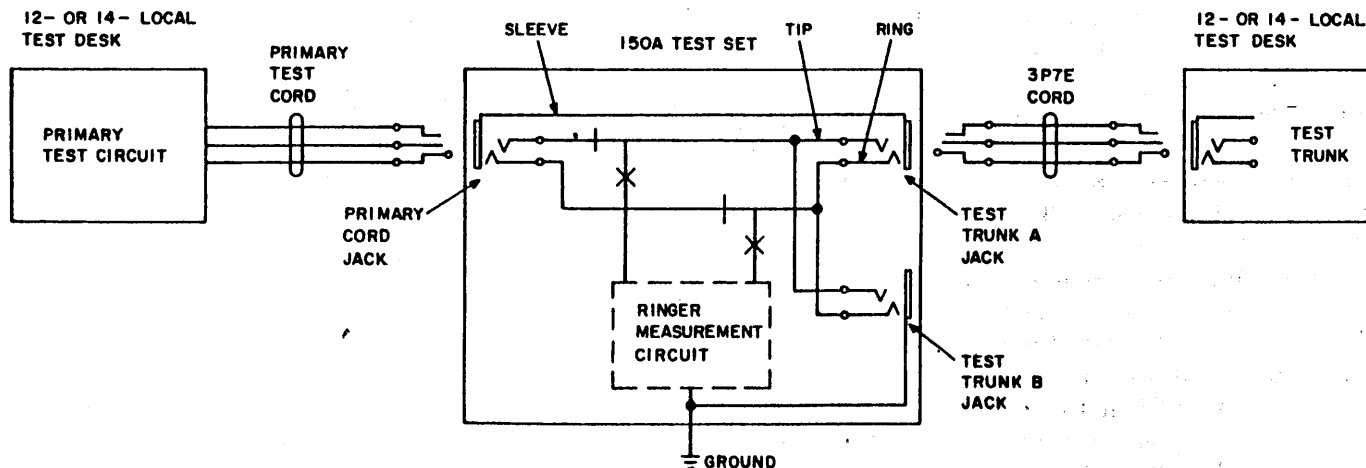 12- OR 14- LOCAL
TEST DESK
PRIMARY
TEST
CORD
PRIMARY
TEST CIRCUIT
SLEEVE
150A TEST SET
TIP
RING
PRIMARY
CORD
JACK
RINGER
MEASUREMENT
CIRCUIT
GROUND
TEST
TRUNK A
JACK
TEST
TRUNK B
JACK
3P7E
CORD
12- OR 14- LOCAL
TEST DESK
TEST
TRUNK